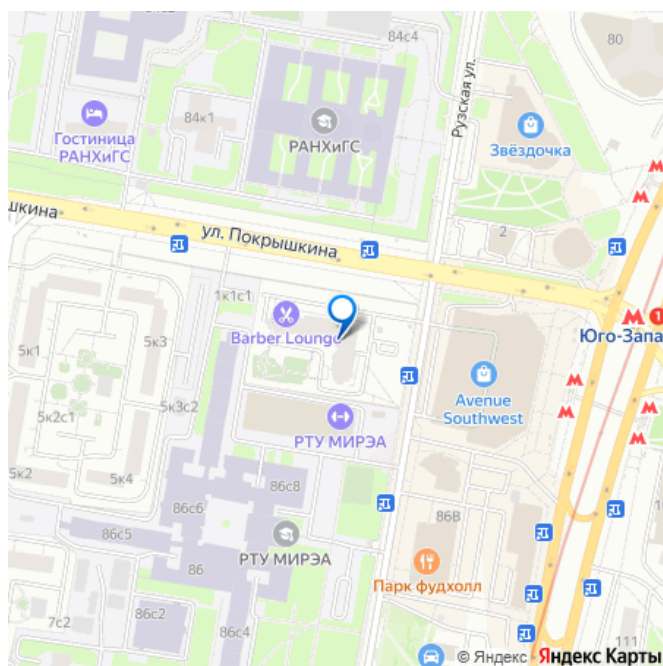 84с4
80
Рузская ул.
84к1
Гостиница
РАНХиГС
РАНХиГС
Звёздочка
шкина
ул. Покрышкина
2
1к1с1
Barber Lounge
Юго-Запа
5к1
5к3
Avenue
Southwest
5к3с2
5к2с1
РТУ МИРЭА
5к2
5к4
86с8
86с6
86В
86с5
86
РТУ МИРЭА
Парк фудхолл
86с2
7с2
86с4
111
© Яндекс
Яндекс Карты